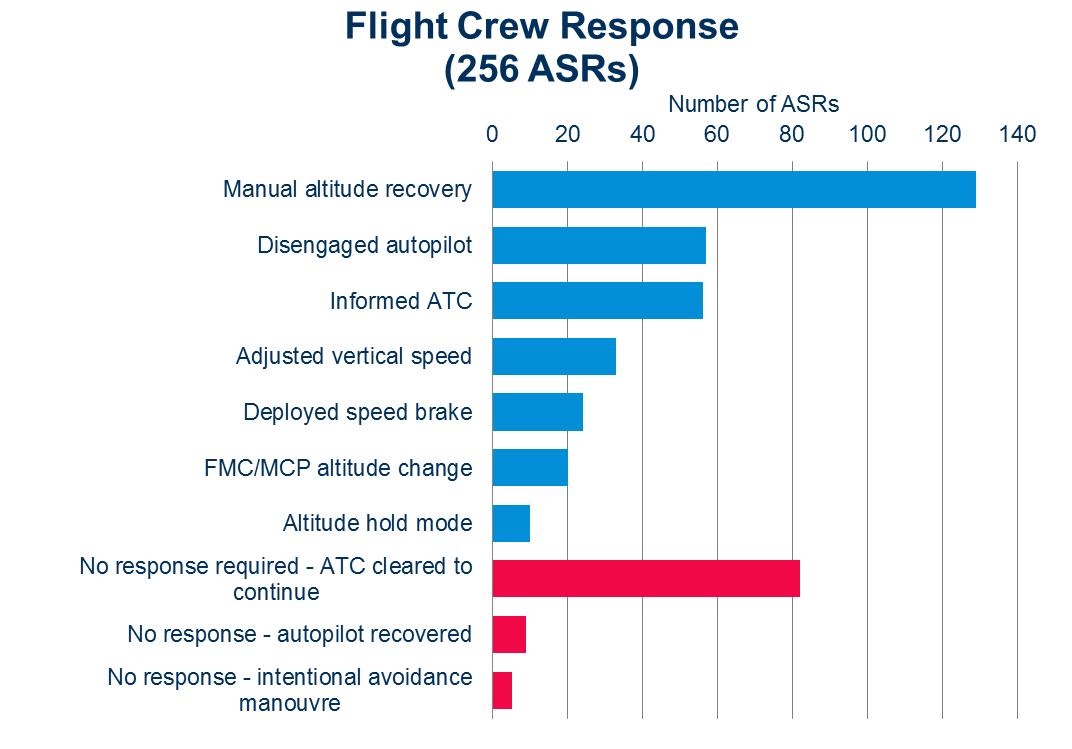 Flight Crew Response
(256 ASRs)
Number of ASRs
0 20 40 60 80 100 120 140
Manual altitude recovery
Disengaged autopilot
Informed ATC
Adjusted vertical speed
Deployed speed brake
FMC/MCP altitude change
Altitude hold mode
No response required - ATC cleared to
continue
No response - autopilot recovered
No response - intentional avoidance
manouvre